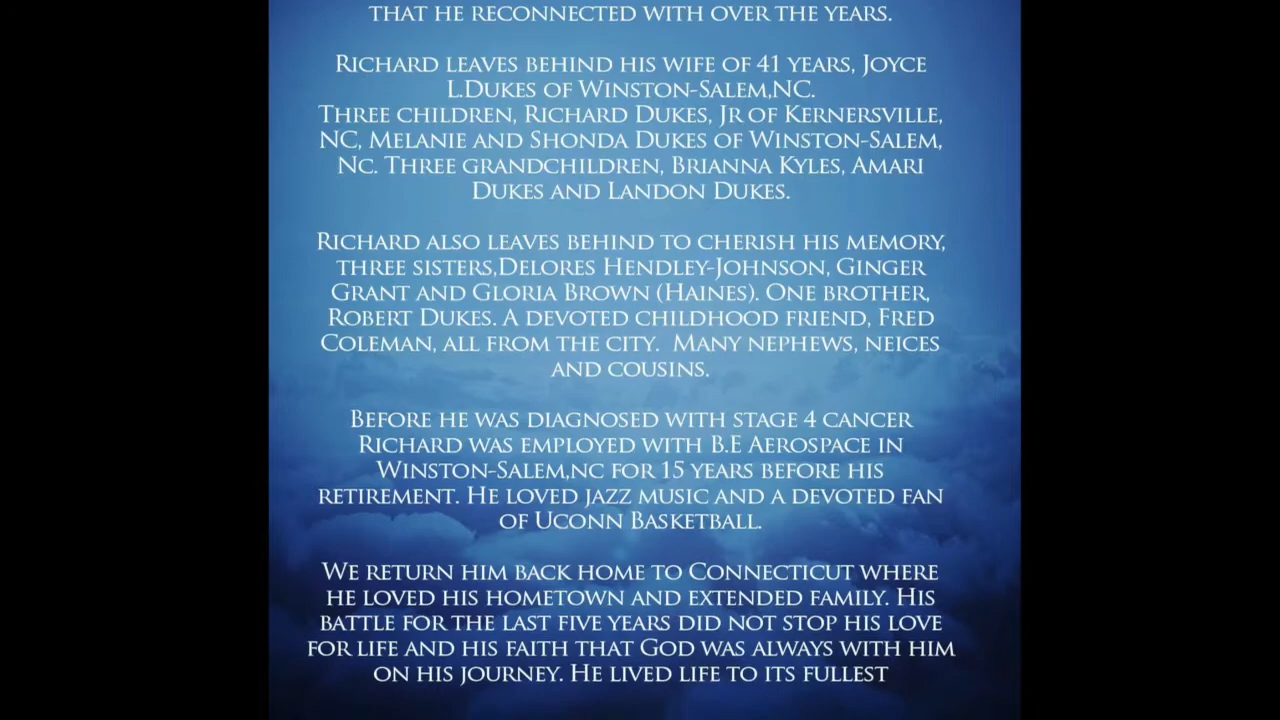 THAT HE RECONNECTED WITH OVER THE YEARS.
RICHARD LEAVES BEHIND HIS WIFE OF 41 YEARS, JOYCE
L.DUKES OF WINSTON-SALEM,NC.
THREE CHILDREN, RICHARD DUKES, JR OF KERNERSVILLE,
NC, MELANIE AND SHONDA DUKES OF WINSTON-SALEM,
NC. THREE GRANDCHILDREN, BRIANNA KYLES, AMARI
DUKES AND LANDON DUKES.
RICHARD ALSO LEAVES BEHIND TO CHERISH HIS MEMORY,
THREE SISTERS,DELORES HENDLEY-JOHNSON, GINGER
GRANT AND GLORIA BROWN (HAINES). ONE BROTHER,
ROBERT DUKES. A DEVOTED CHILDHOOD FRIEND, FRED
COLEMAN, ALL FROM THE CITY.  MANY NEPHEWS, NEICES
AND COUSINS.
BEFORE HE WAS DIAGNOSED WITH STAGE 4 CANCER
RICHARD WAS EMPLOYED WITH B.E AEROSPACE IN
WINSTON-SALEM,NC FOR 15 YEARS BEFORE HIS
RETIREMENT. HE LOVED JAZZ MUSIC AND A DEVOTED FAN
OF UCONN BASKETBALL.
WE RETURN HIM BACK HOME TO CONNECTICUT WHERE
HE LOVED HIS HOMETOWN AND EXTENDED FAMILY. HIS
BATTLE FOR THE LAST FIVE YEARS DID NOT STOP HIS LOVE
FOR LIFE AND HIS FAITH THAT GOD WAS ALWAYS WITH HIM
ON HIS JOURNEY. HE LIVED LIFE TO ITS FULLEST